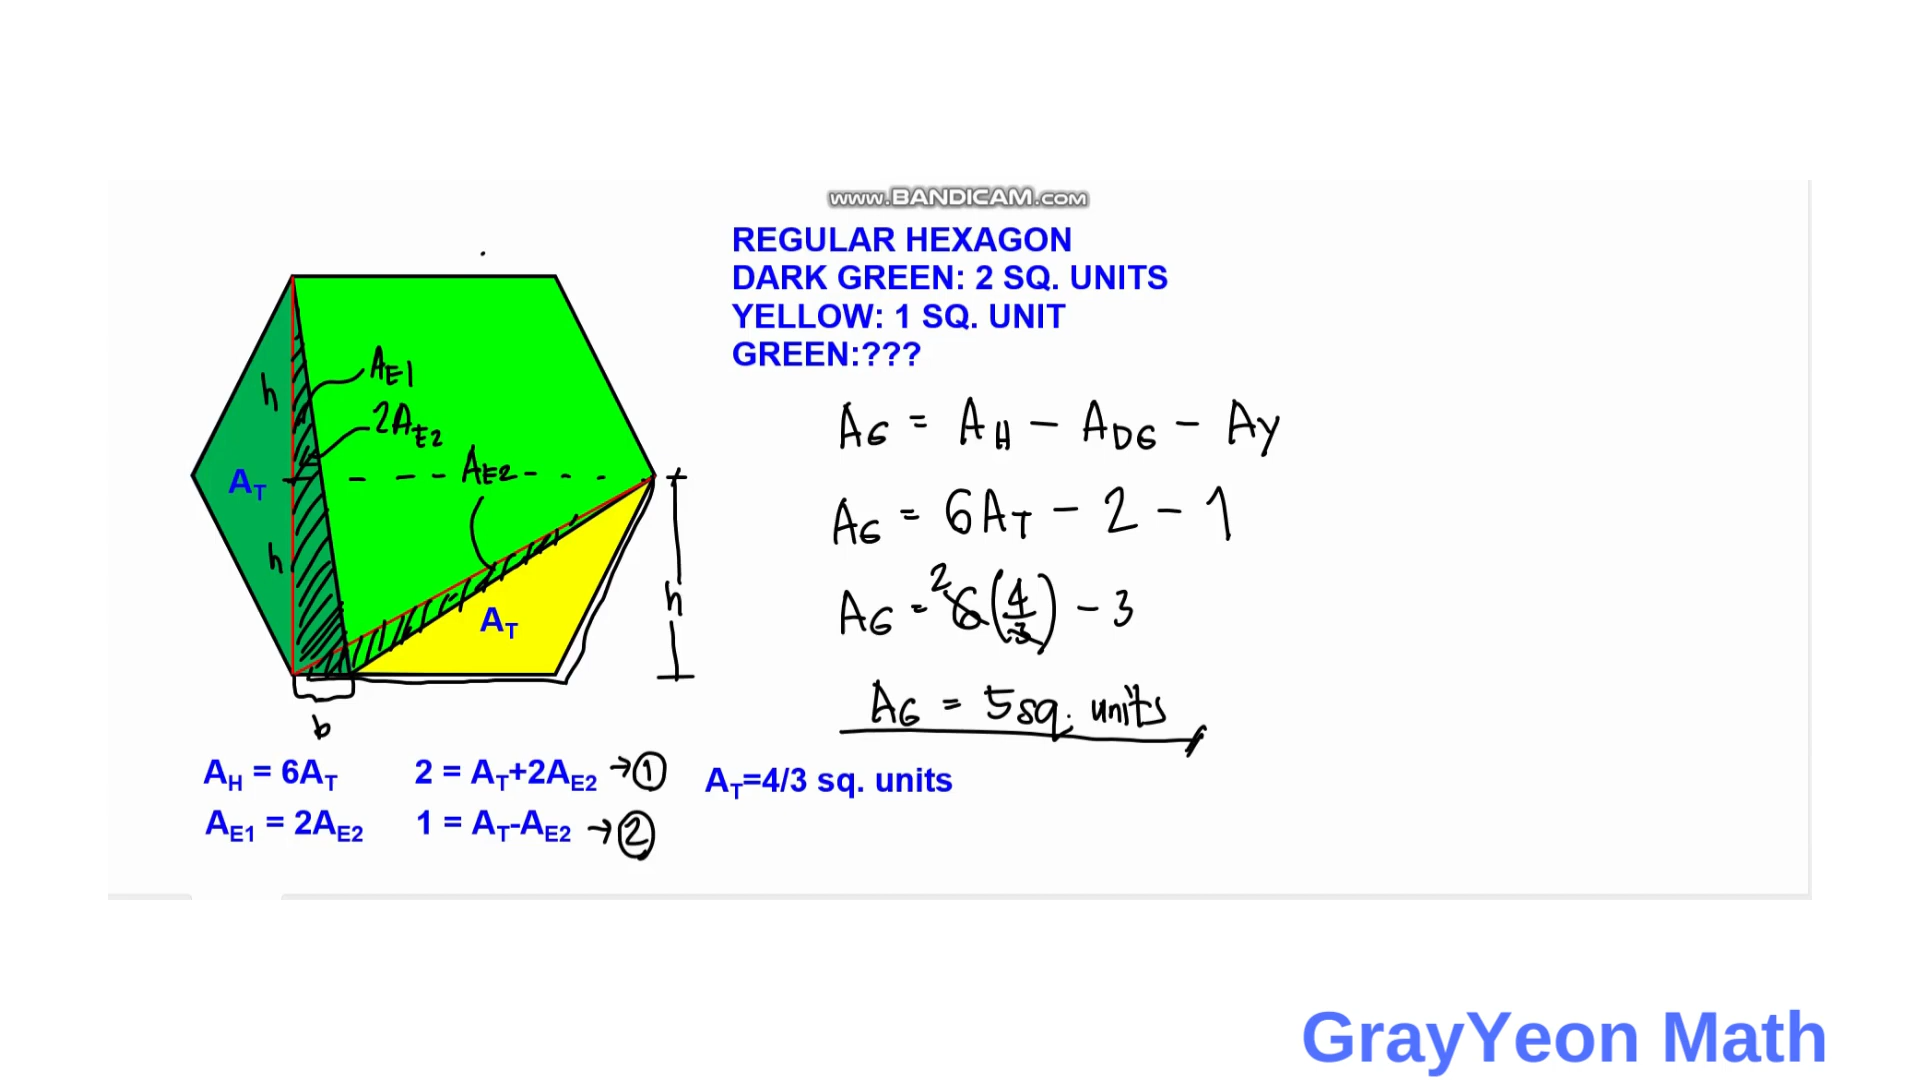 www.BANDICAM.com
REGULAR HEXAGON
DARK GREEN: 2 SQ. UNITS
YELLOW: 1 SQ. UNIT
GREEN:???
h
A_E1
2A_E2
A_E2
A_T
h
A_T
h
b
A_G = A_H - A_DG - A_Y
A_G = 6A_T - 2 - 1
A_G = 2 6(4/3) - 3
A_G = 5 sq. units
A_H = 6A_T
2 = A_T+2A_E2 → ①
A_T=4/3 sq. units
A_E1 = 2A_E2
1 = A_T-A_E2 → ②
GrayYeon Math